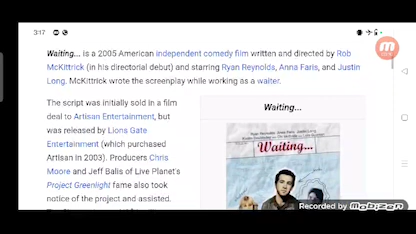 3:17
Waiting... is a 2005 American independent comedy film written and directed by Rob
McKittrick (in his directorial debut) and starring Ryan Reynolds, Anna Faris, and Justin
Long. McKittrick wrote the screenplay while working as a waiter.
The script was initially sold in a film
deal to Artisan Entertainment, but
was released by Lions Gate
Entertainment (which purchased
Artisan in 2003). Producers Chris
Moore and Jeff Balis of Live Planet's
Project Greenlight fame also took
notice of the project and assisted.
Waiting...
Waiting...
Recorded by Mobizen